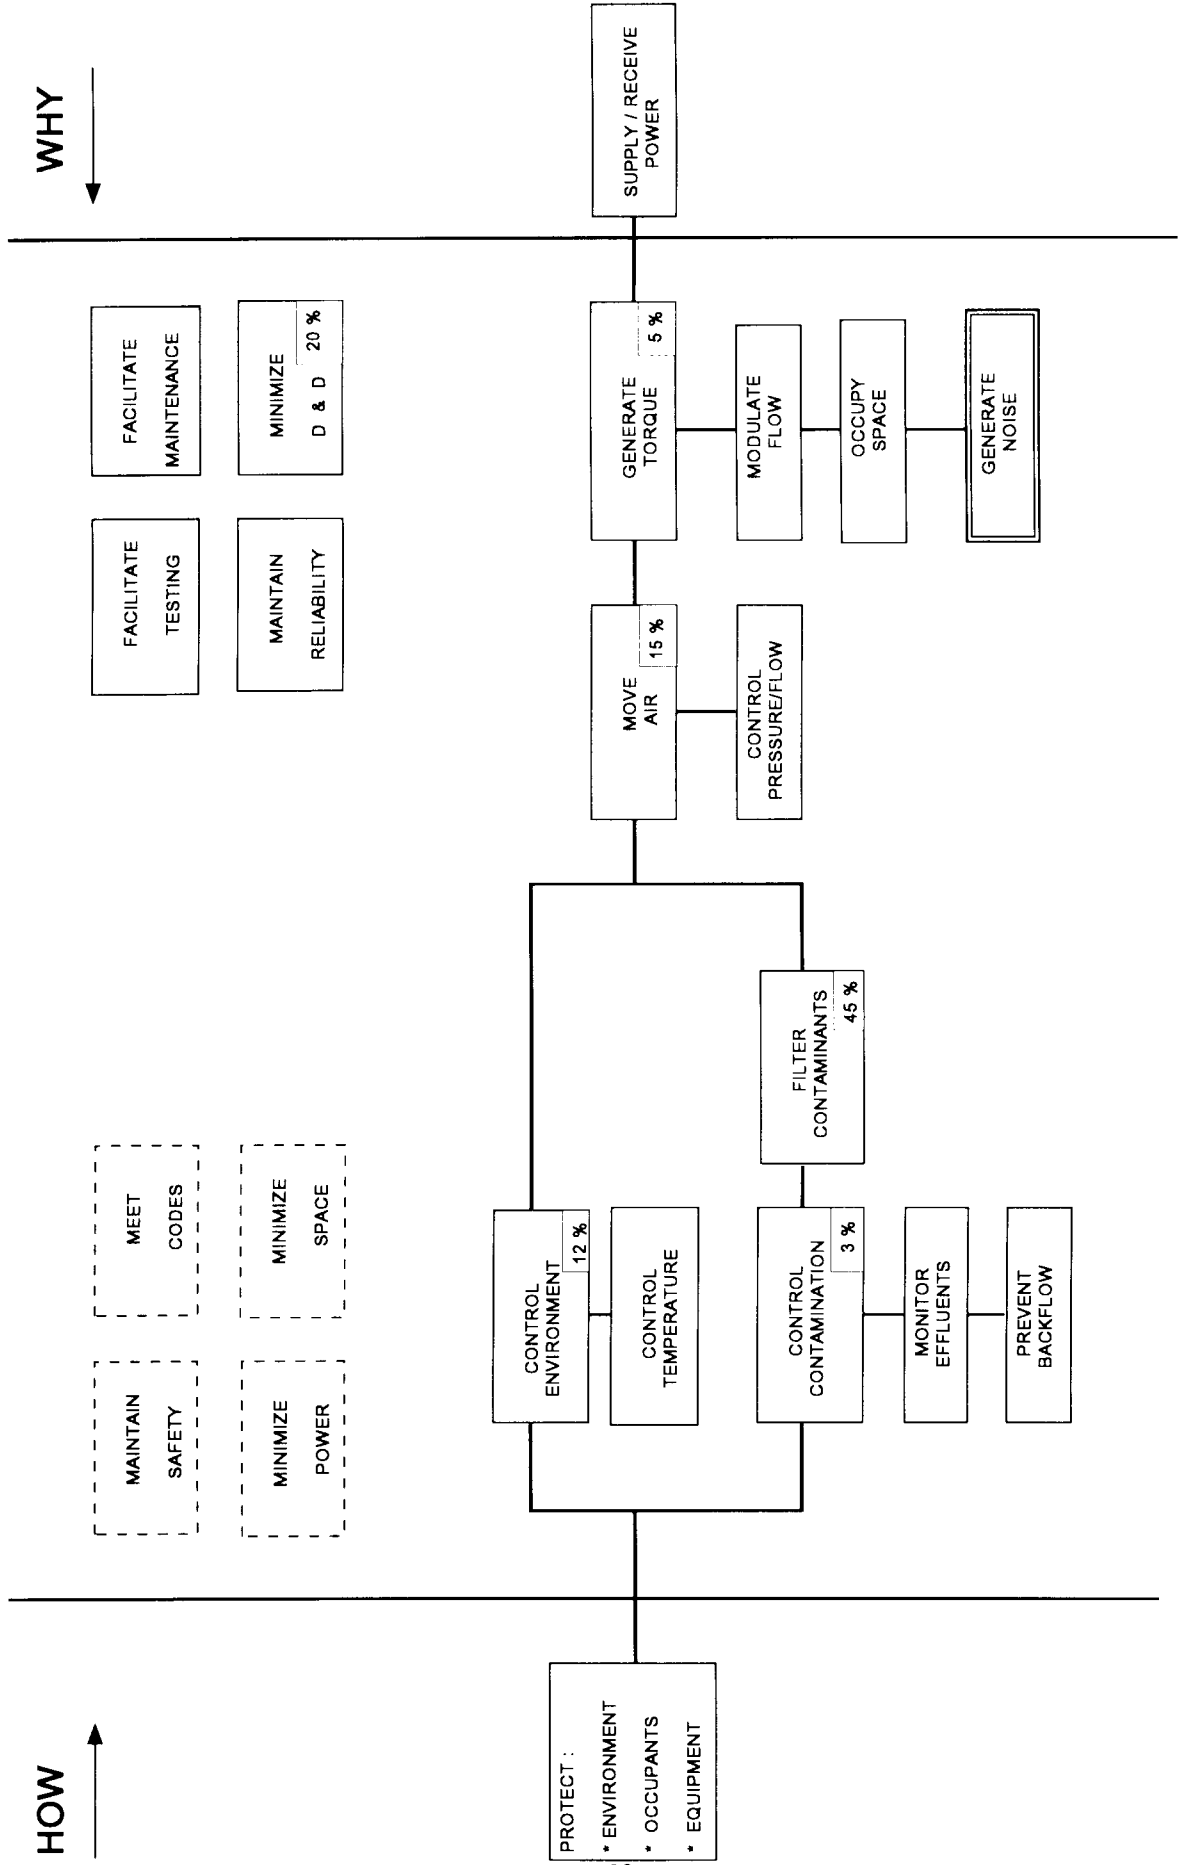 HOW
WHY
MAINTAIN
SAFETY
MEET
CODES
FACILITATE
TESTING
FACILITATE
MAINTENANCE
MINIMIZE
POWER
MINIMIZE
SPACE
MAINTAIN
RELIABILITY
MINIMIZE
D & D
20 %
PROTECT :
* ENVIRONMENT
* OCCUPANTS
* EQUIPMENT
CONTROL
ENVIRONMENT
12 %
CONTROL
TEMPERATURE
CONTROL
CONTAMINATION
3 %
MONITOR
EFFLUENTS
PREVENT
BACKFLOW
FILTER
CONTAMINANTS
45 %
MOVE
AIR
15 %
CONTROL
PRESSURE/FLOW
GENERATE
TORQUE
5 %
MODULATE
FLOW
OCCUPY
SPACE
GENERATE
NOISE
SUPPLY / RECEIVE
POWER